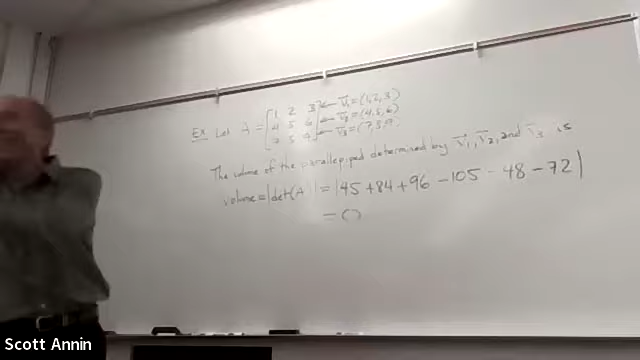 Ex. Let A = [ 1 2 3 ← v₁ = (1,2,3)
4 5 6 ← v₂ = (4,5,6)
7 8 9 ] ← v₃ = (7,8,9)
The volume of the parallelepiped determined by v₁, v₂, and v₃ is
volume = |det(A)| = |45 + 84 + 96 - 105 - 48 - 72|
= 0
Scott Annin